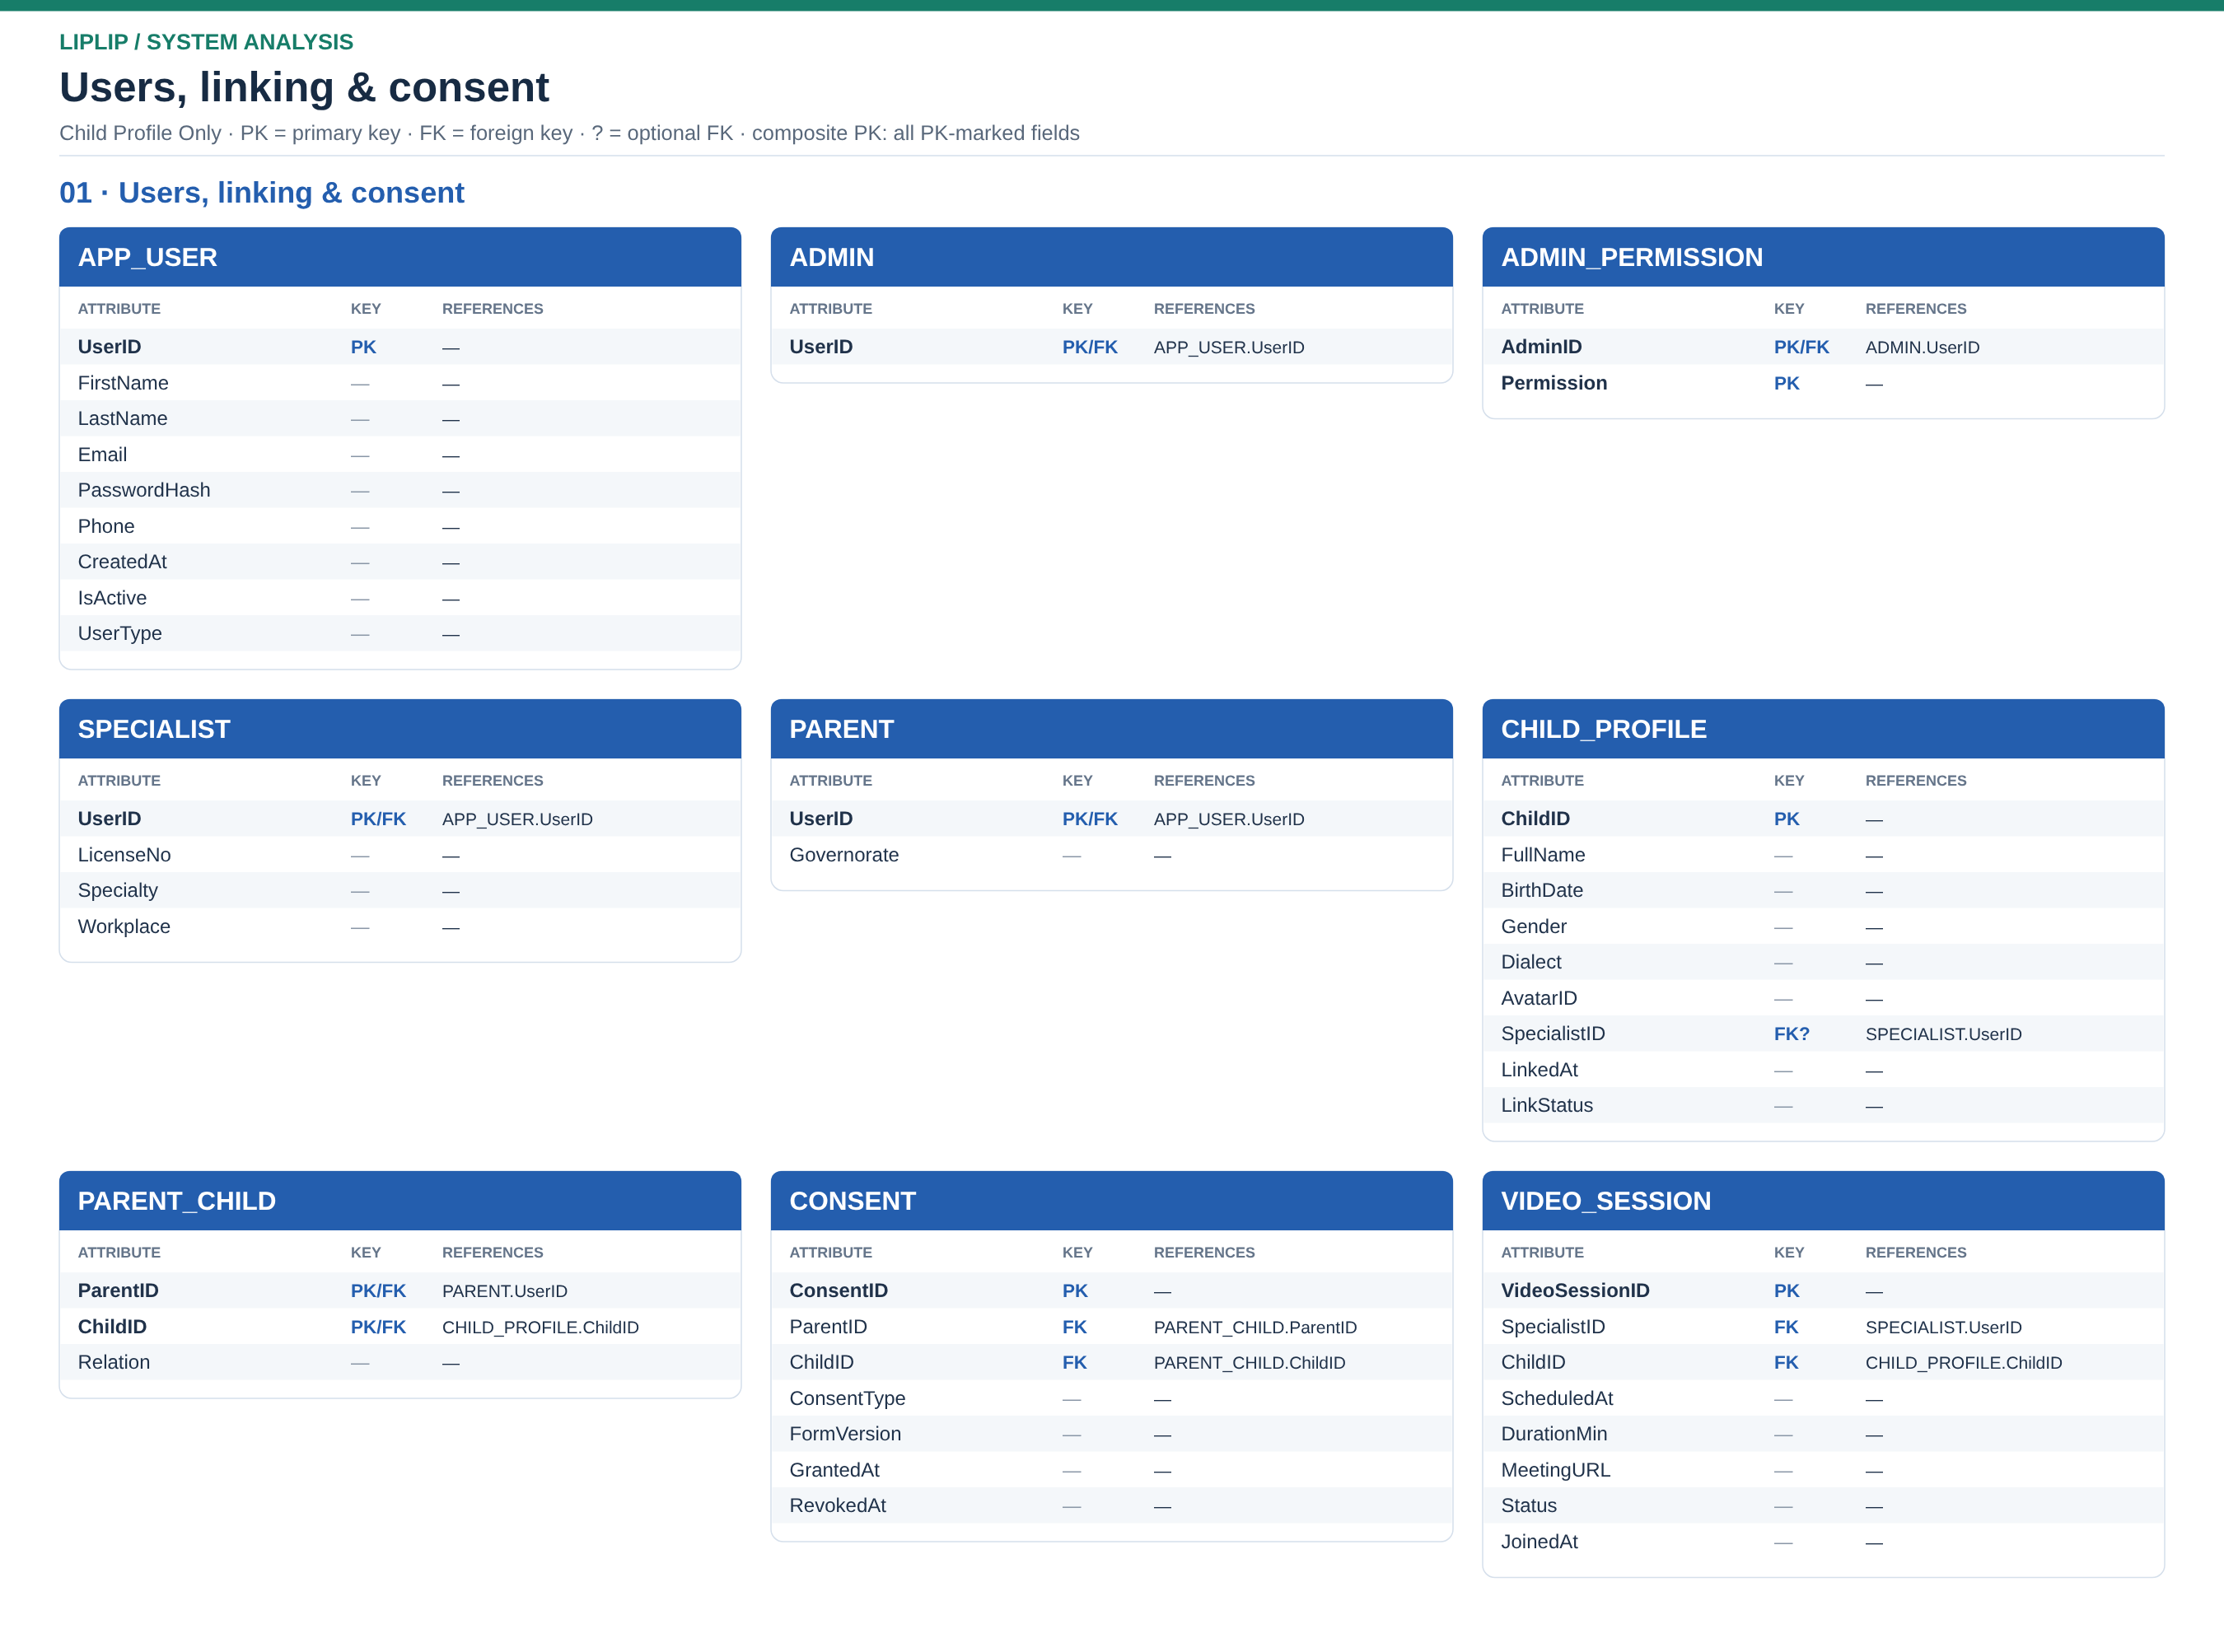 LIPLIP / SYSTEM ANALYSIS
Users, linking & consent
Child Profile Only · PK = primary key · FK = foreign key · ? = optional FK · composite PK: all PK-marked fields
01 · Users, linking & consent
APP_USER
ATTRIBUTE KEY REFERENCES
UserID PK —
FirstName — —
LastName — —
Email — —
PasswordHash — —
Phone — —
CreatedAt — —
IsActive — —
UserType — —
ADMIN
ATTRIBUTE KEY REFERENCES
UserID PK/FK APP_USER.UserID
ADMIN_PERMISSION
ATTRIBUTE KEY REFERENCES
AdminID PK/FK ADMIN.UserID
Permission PK —
SPECIALIST
ATTRIBUTE KEY REFERENCES
UserID PK/FK APP_USER.UserID
LicenseNo — —
Specialty — —
Workplace — —
PARENT
ATTRIBUTE KEY REFERENCES
UserID PK/FK APP_USER.UserID
Governorate — —
CHILD_PROFILE
ATTRIBUTE KEY REFERENCES
ChildID PK —
FullName — —
BirthDate — —
Gender — —
Dialect — —
AvatarID — —
SpecialistID FK? SPECIALIST.UserID
LinkedAt — —
LinkStatus — —
PARENT_CHILD
ATTRIBUTE KEY REFERENCES
ParentID PK/FK PARENT.UserID
ChildID PK/FK CHILD_PROFILE.ChildID
Relation — —
CONSENT
ATTRIBUTE KEY REFERENCES
ConsentID PK —
ParentID FK PARENT_CHILD.ParentID
ChildID FK PARENT_CHILD.ChildID
ConsentType — —
FormVersion — —
GrantedAt — —
RevokedAt — —
VIDEO_SESSION
ATTRIBUTE KEY REFERENCES
VideoSessionID PK —
SpecialistID FK SPECIALIST.UserID
ChildID FK CHILD_PROFILE.ChildID
ScheduledAt — —
DurationMin — —
MeetingURL — —
Status — —
JoinedAt — —